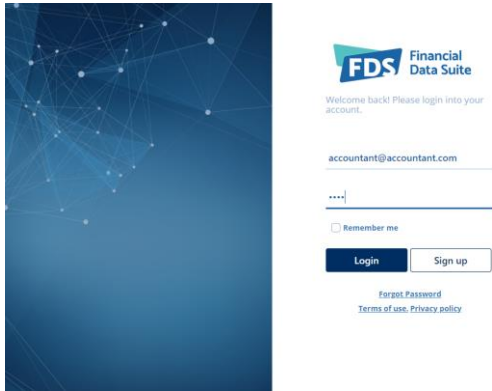 FDS Financial
Data Suite
Welcome back! Please login into your
account.
accountant@accountant.com
....
Remember me
Login Sign up
Forgot Password
Terms of use. Privacy policy